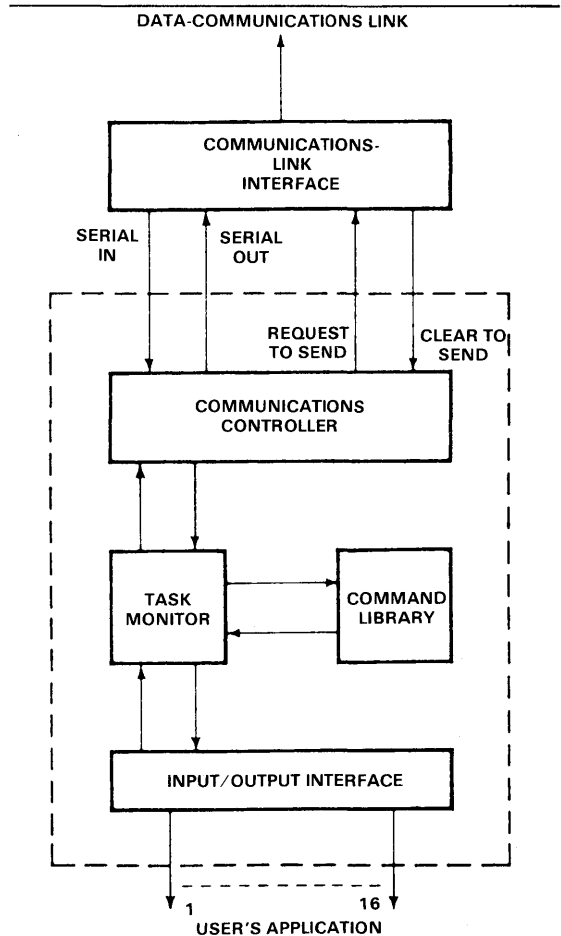 DATA-COMMUNICATIONS LINK
COMMUNICATIONS-
LINK
INTERFACE
SERIAL
IN
SERIAL
OUT
REQUEST
TO SEND
CLEAR TO
SEND
COMMUNICATIONS
CONTROLLER
TASK
MONITOR
COMMAND
LIBRARY
INPUT/OUTPUT INTERFACE
1
16
USER'S APPLICATION